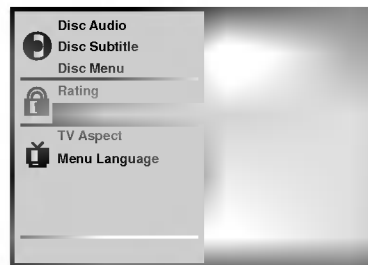 Disc Audio
Disc Subtitle
Disc Menu
Rating
TV Aspect
Menu Language